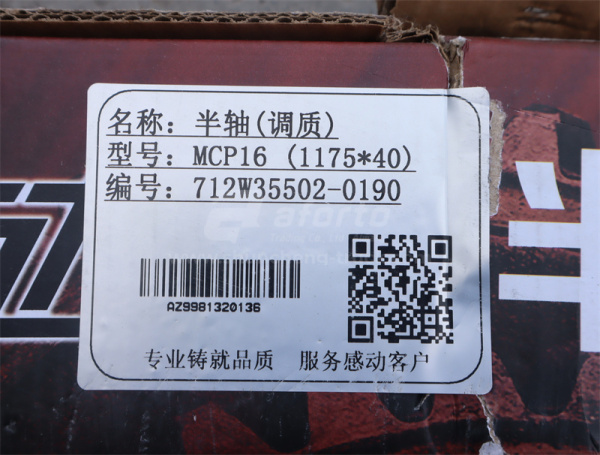 名称：半轴(调质)
型号：MCP16 (1175*40)
编号：712W35502-0190
aforto
AZ9981320136
专业铸就品质 服务感动客户